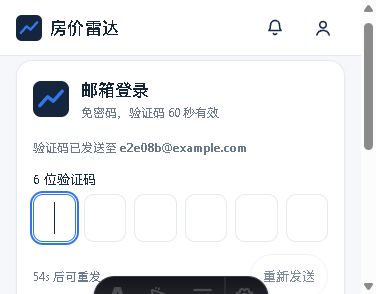 房价雷达
邮箱登录
免密码，验证码 60 秒有效
验证码已发送至 e2e08b@example.com
6 位验证码
54s 后可重发
重新发送